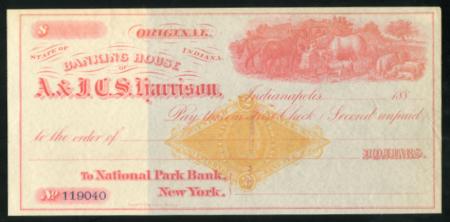 $ ORIGINAL.
STATE OF INDIANA.
BANKING HOUSE
OF
A. & J. C. S. Harrison,
Indianapolis 188
Pay this our First Check (Second unpaid)
to the order of
DOLLARS.
To National Park Bank,
New York.
No 119040